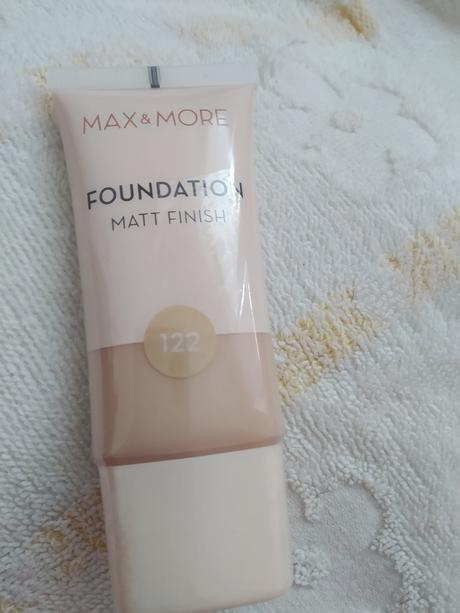 MAX & MORE
FOUNDATION
MATT FINISH
122